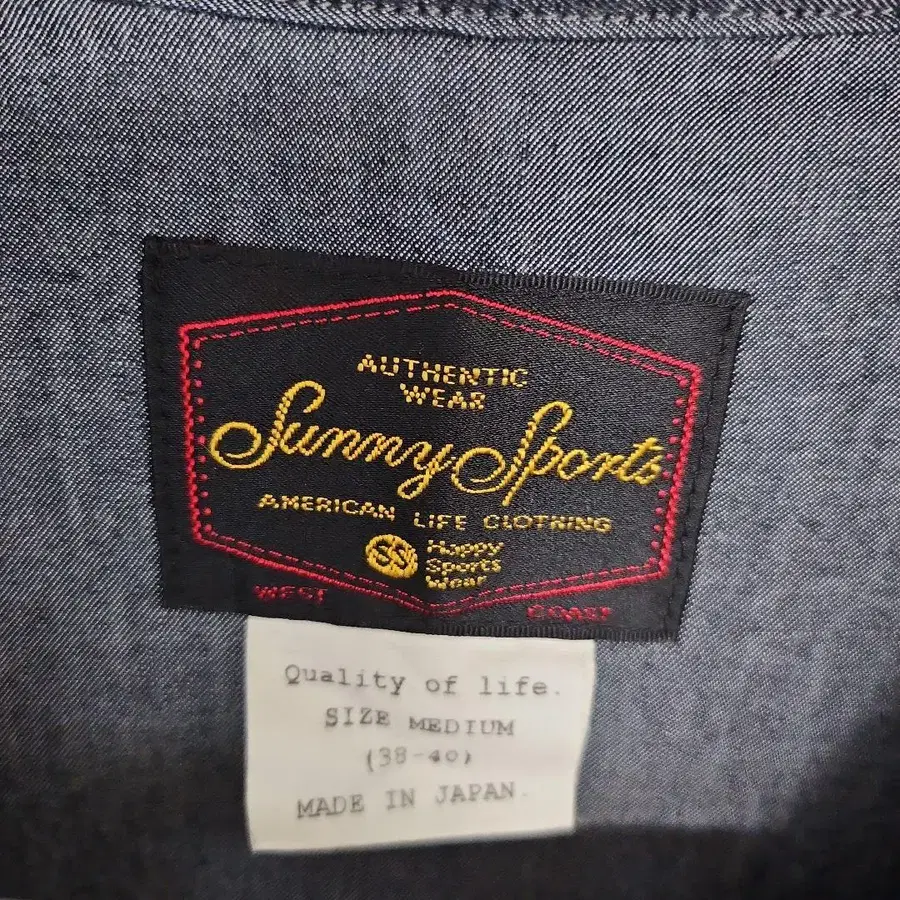 AUTHENTIC
WEAR
Sunny Sports
AMERICAN LIFE CLOTHING
SS
Happy
Sports
Wear
WEST COAST
Quality of life.
SIZE MEDIUM
(38-40)
MADE IN JAPAN.